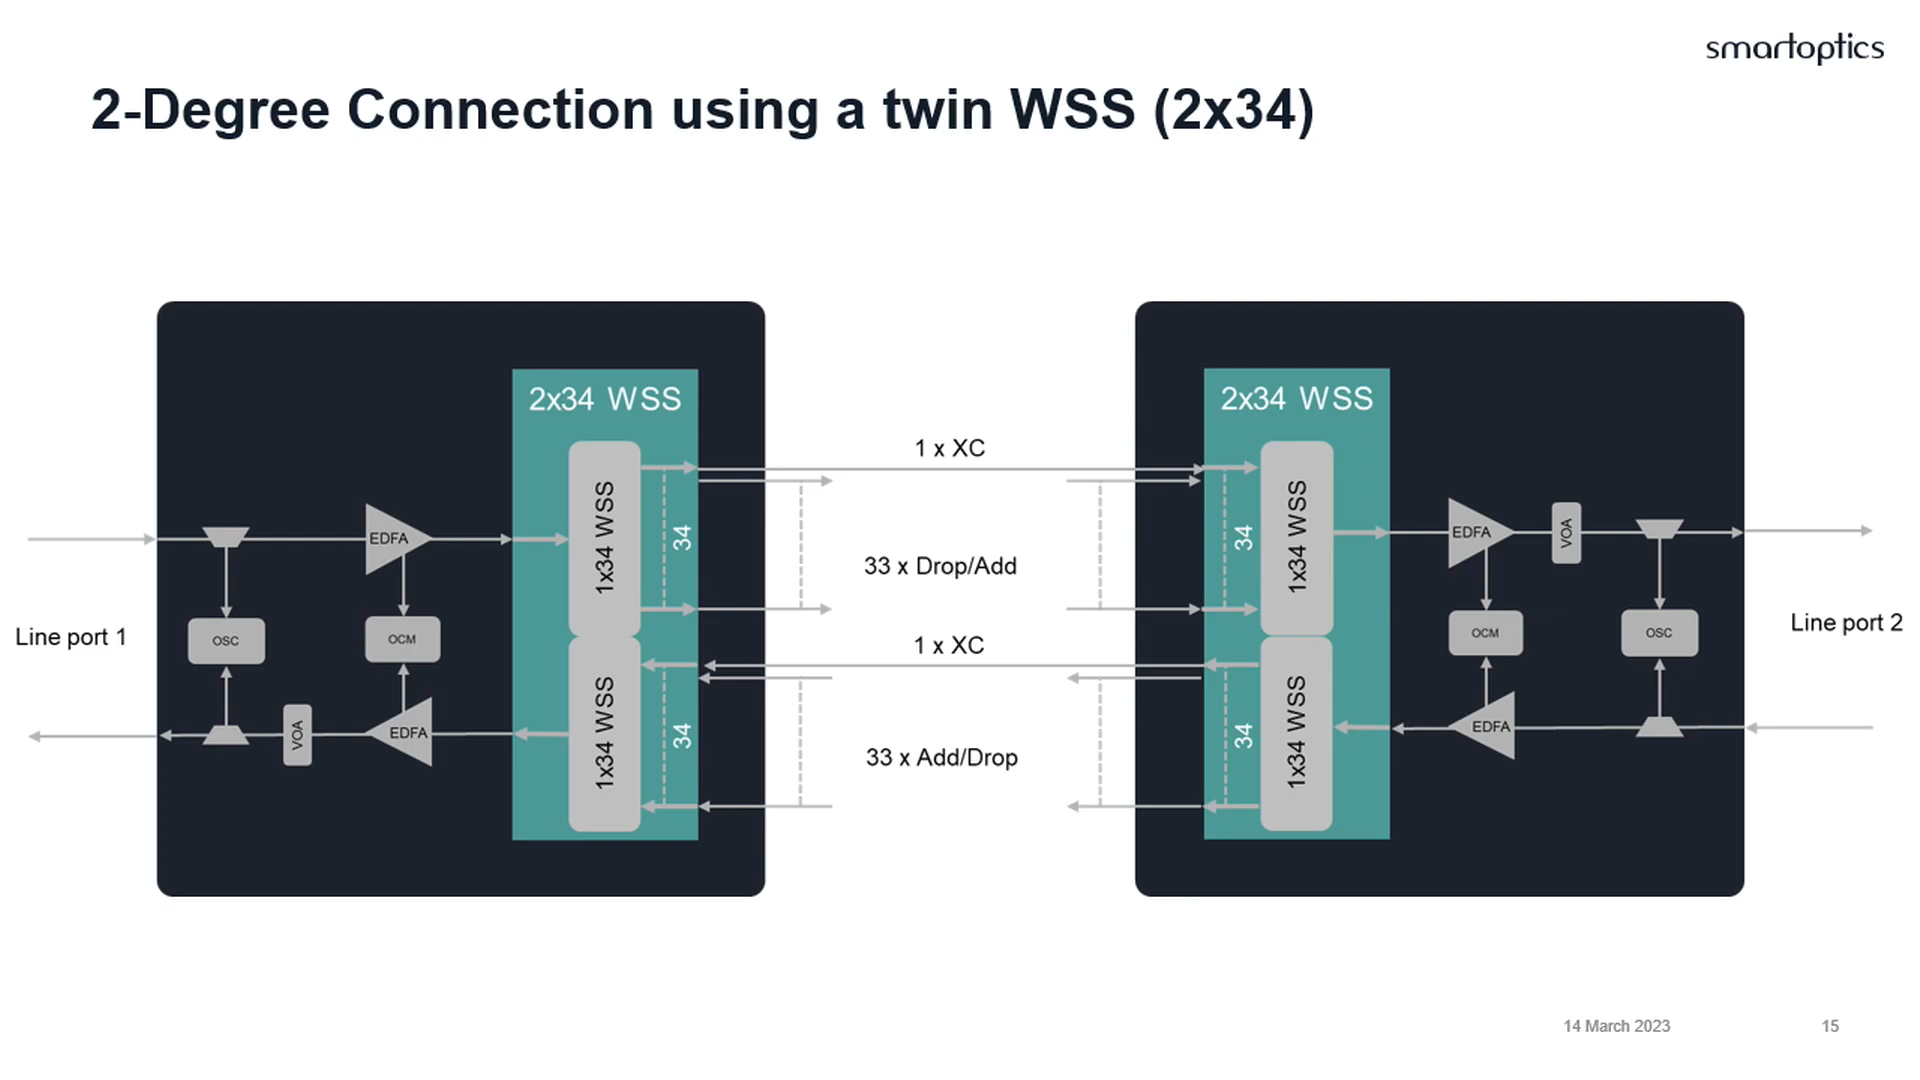 smartoptics
2-Degree Connection using a twin WSS (2x34)
2x34 WSS
2x34 WSS
1 x XC
1x34 WSS
34
34
1x34 WSS
EDFA
EDFA
VOA
33 x Drop/Add
Line port 1
OSC
OCM
1 x XC
OCM
OSC
Line port 2
VOA
EDFA
1x34 WSS
34
34
1x34 WSS
EDFA
33 x Add/Drop
14 March 2023
15